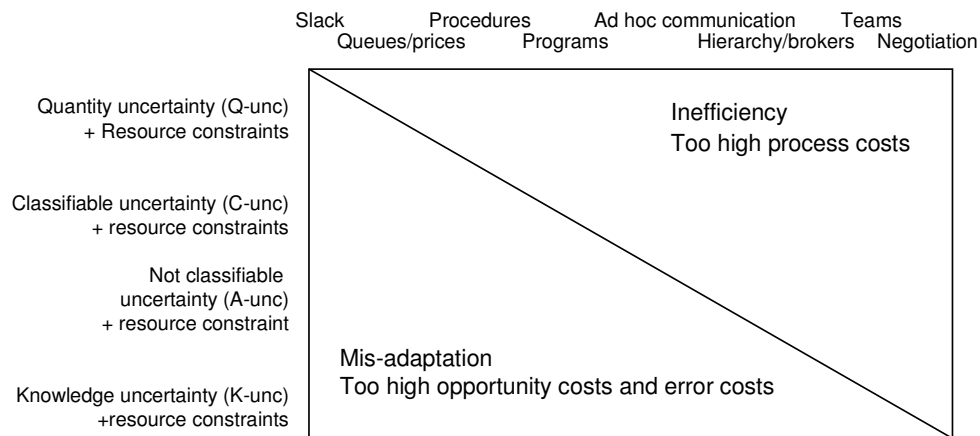 Slack Procedures Ad hoc communication Teams
Queues/prices Programs Hierarchy/brokers Negotiation
Quantity uncertainty (Q-unc)
+ Resource constraints
Inefficiency
Too high process costs
Classifiable uncertainty (C-unc)
+ resource constraints
Not classifiable
uncertainty (A-unc)
+ resource constraint
Mis-adaptation
Too high opportunity costs and error costs
Knowledge uncertainty (K-unc)
+resource constraints